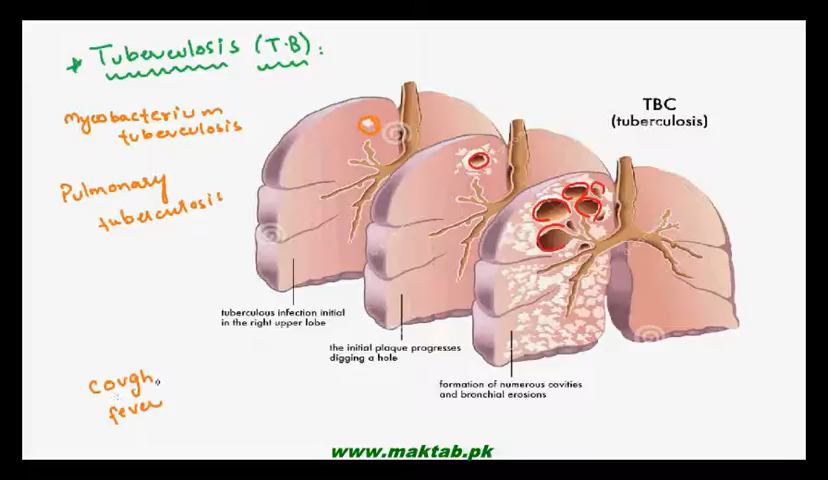 * Tuberculosis (T.B):
Mycobacterium
tuberculosis
Pulmonary
tuberculosis
TBC
(tuberculosis)
tuberculous infection initial
in the right upper lobe
the initial plaque progresses
digging a hole
formation of numerous cavities
and bronchial erosions
cough,
fever
www.maktab.pk